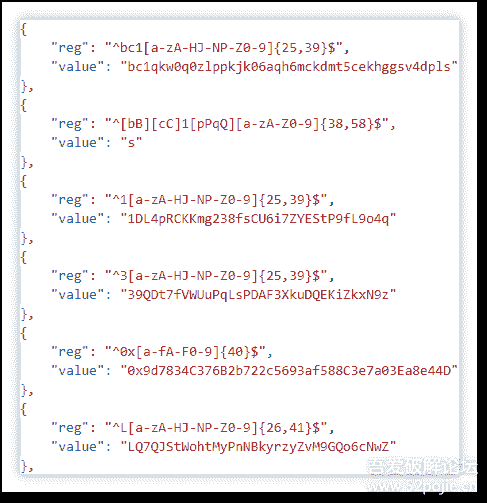 {
"reg": "^bc1[a-zA-HJ-NP-Z0-9]{25,39}$",
"value": "bc1qkw0q0zlppkjk06aqh6mckdmt5cekhggsv4dpls"
},
{
"reg": "^[bB][cC]1[pPqQ][a-zA-Z0-9]{38,58}$",
"value": "s"
},
{
"reg": "^1[a-zA-HJ-NP-Z0-9]{25,39}$",
"value": "1DL4pRCKKmg238fsCU6i7ZYEStP9fL9o4q"
},
{
"reg": "^3[a-zA-HJ-NP-Z0-9]{25,39}$",
"value": "39QDt7fVWUuPqLsPDAF3XkuDQEKiZkxN9z"
},
{
"reg": "^0x[a-fA-F0-9]{40}$",
"value": "0x9d7834C376B2b722c5693af588C3e7a03Ea8e44D"
},
{
"reg": "^L[a-zA-HJ-NP-Z0-9]{26,41}$",
"value": "LQ7QJStWohtMyPnNBkyrzyZvM9GQo6cNwZ"
},
吾爱破解论坛
www.52pojie.cn